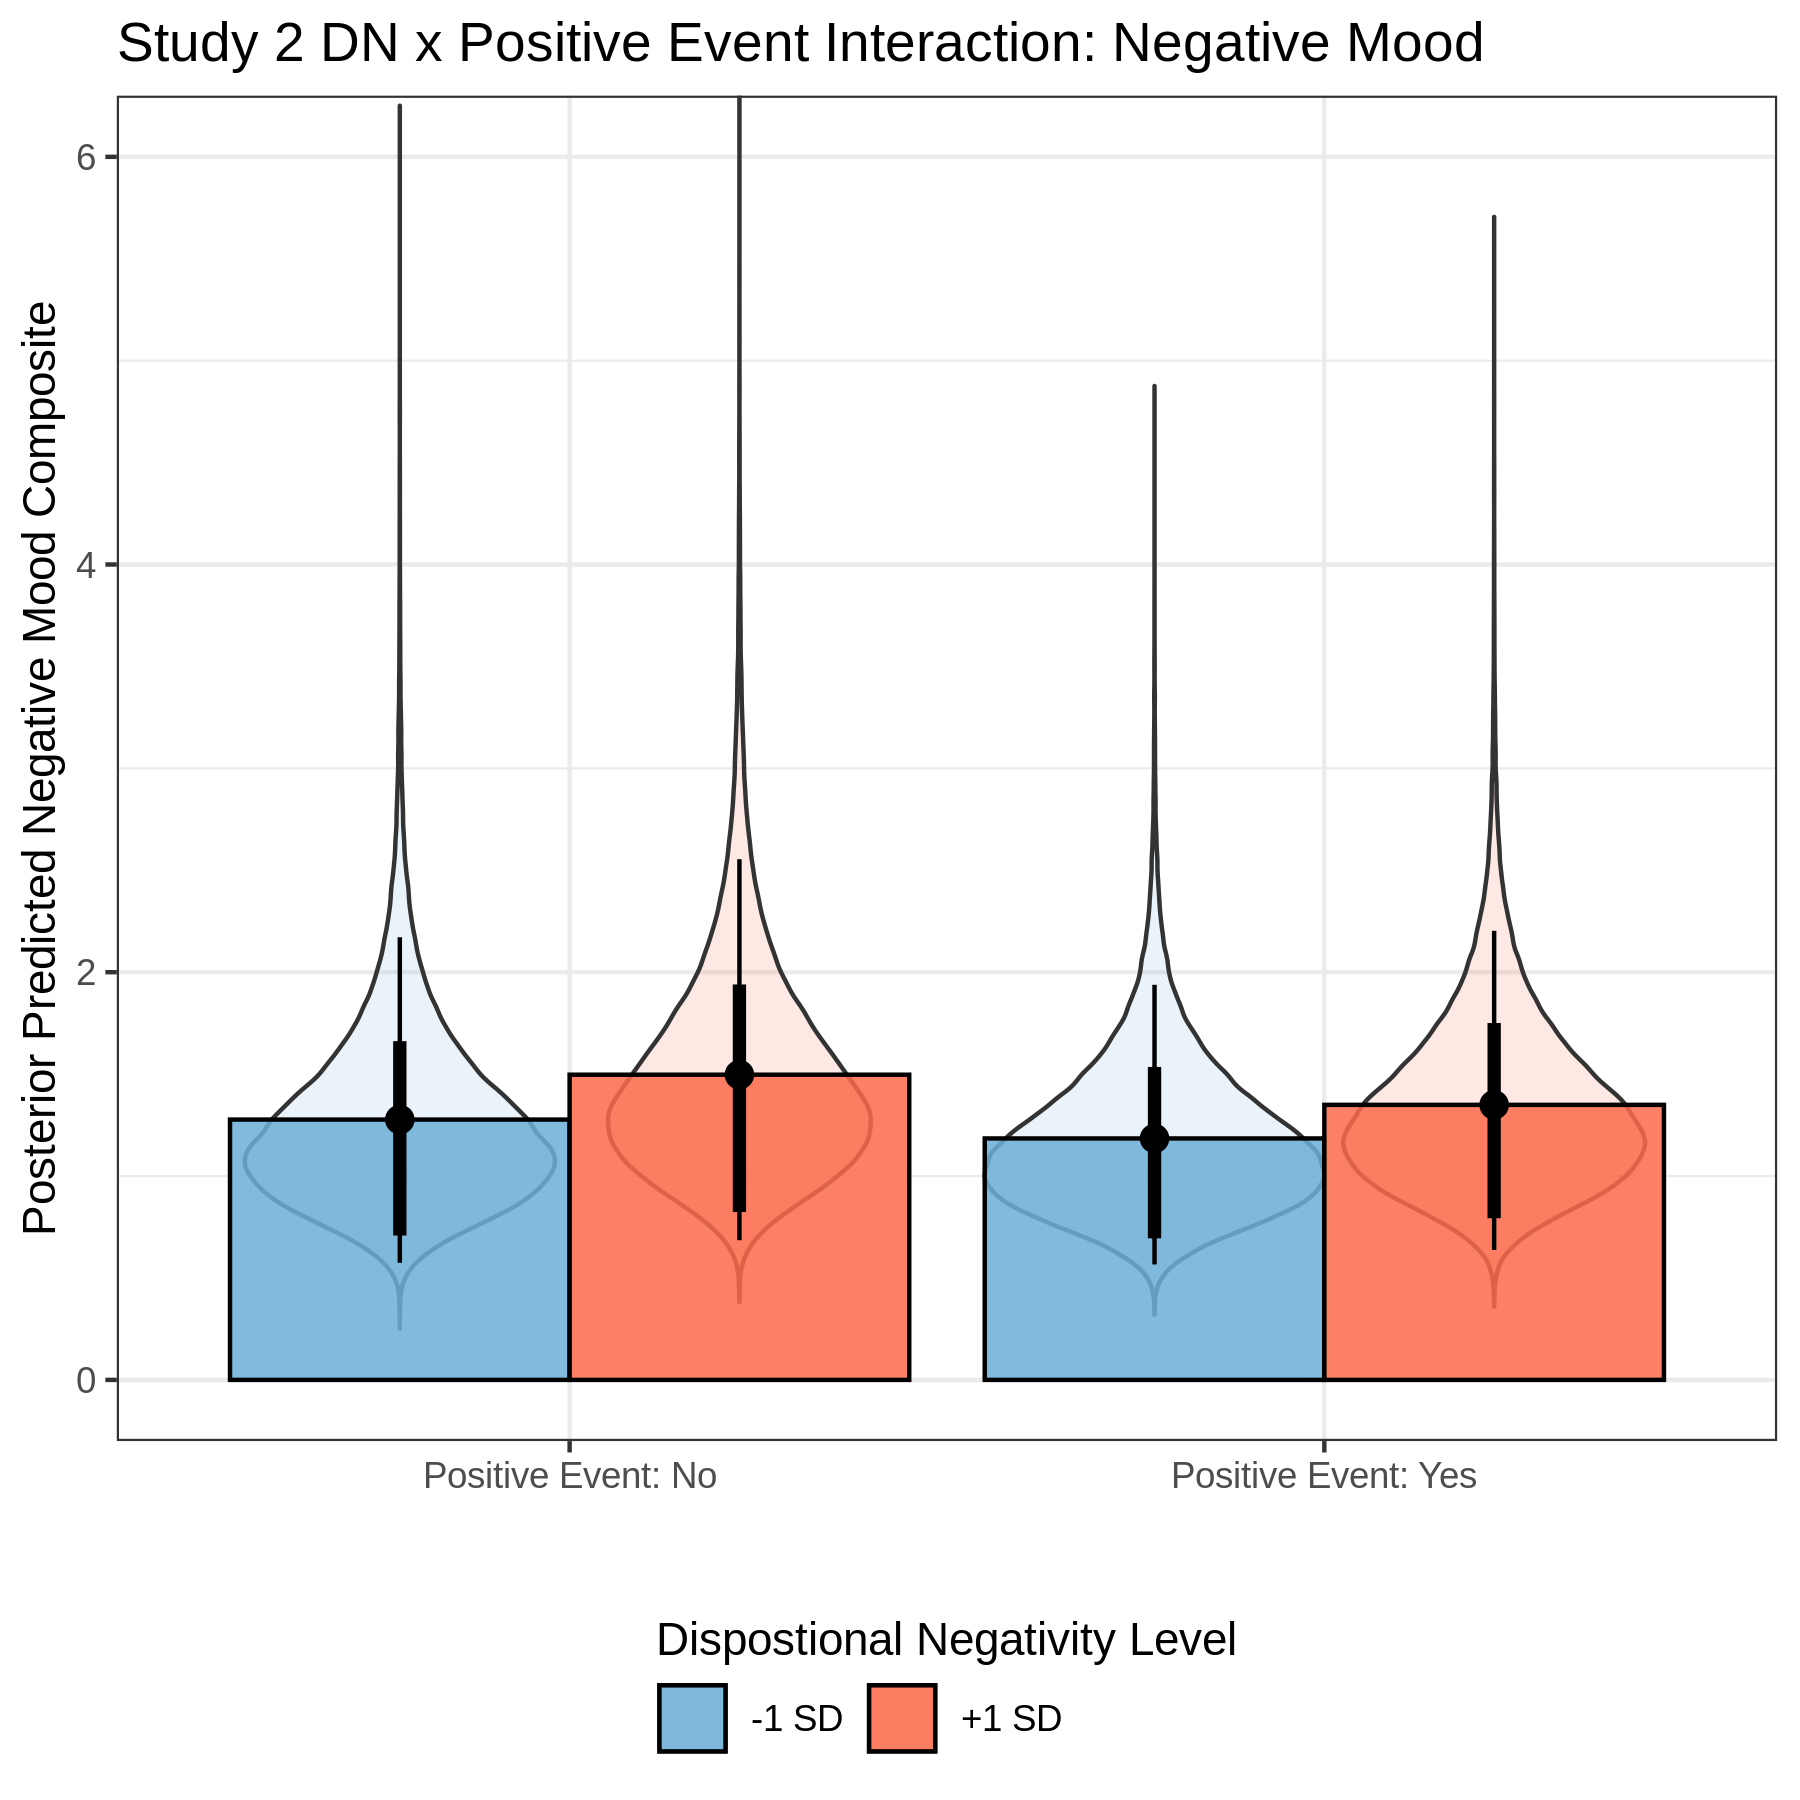 Study 2 DN x Positive Event Interaction: Negative Mood
Posterior Predicted Negative Mood Composite
6
4
2
0
Positive Event: No
Positive Event: Yes
Dispostional Negativity Level
-1 SD
+1 SD